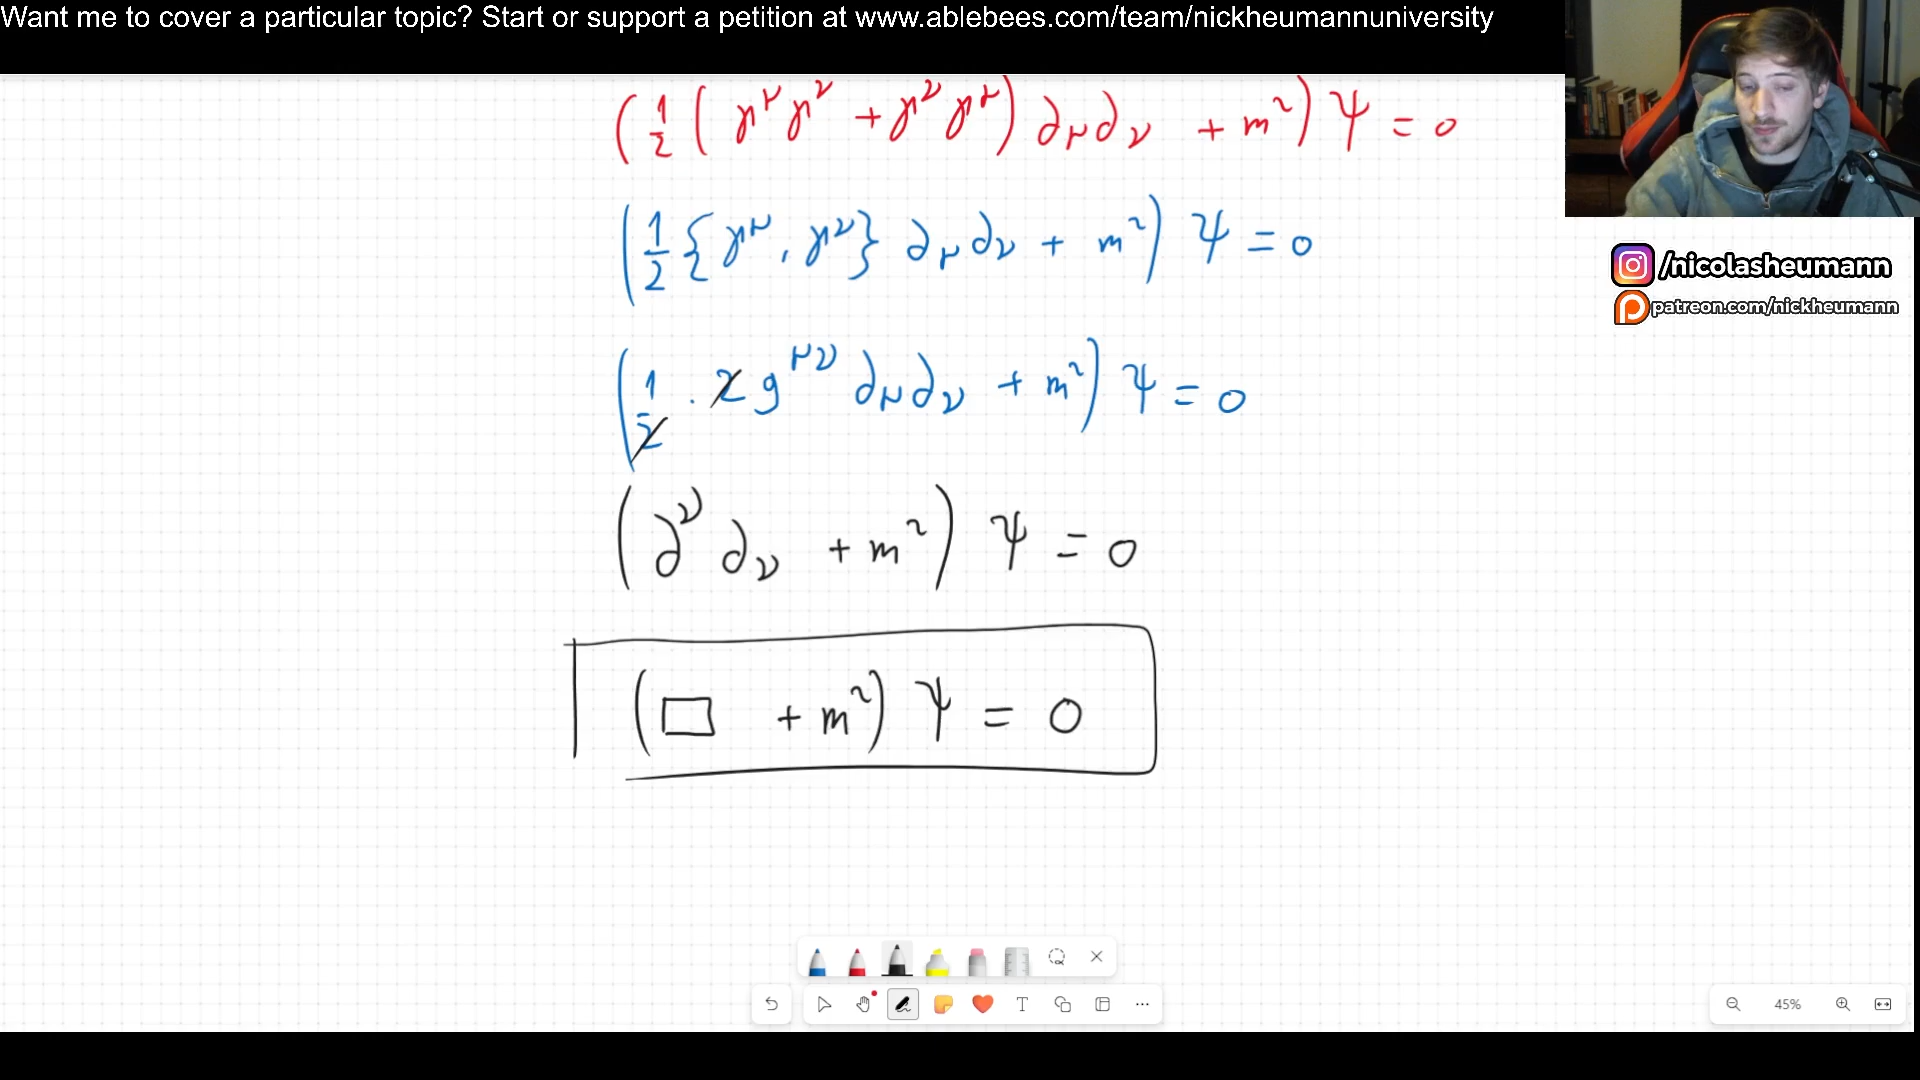 Want me to cover a particular topic? Start or support a petition at www.ablebees.com/team/nickheumannuniversity
(1/2 (γ^μ γ^ν + γ^ν γ^μ) ∂_μ ∂_ν + m²) Ψ = 0
(1/2 {γ^μ, γ^ν} ∂_μ ∂_ν + m²) Ψ = 0
/nicolasheumann
patreon.com/nickheumann
(1/2 · 2 g^μν ∂_μ ∂_ν + m²) Ψ = 0
(∂^ν ∂_ν + m²) Ψ = 0
(□ + m²) Ψ = 0
T
45%